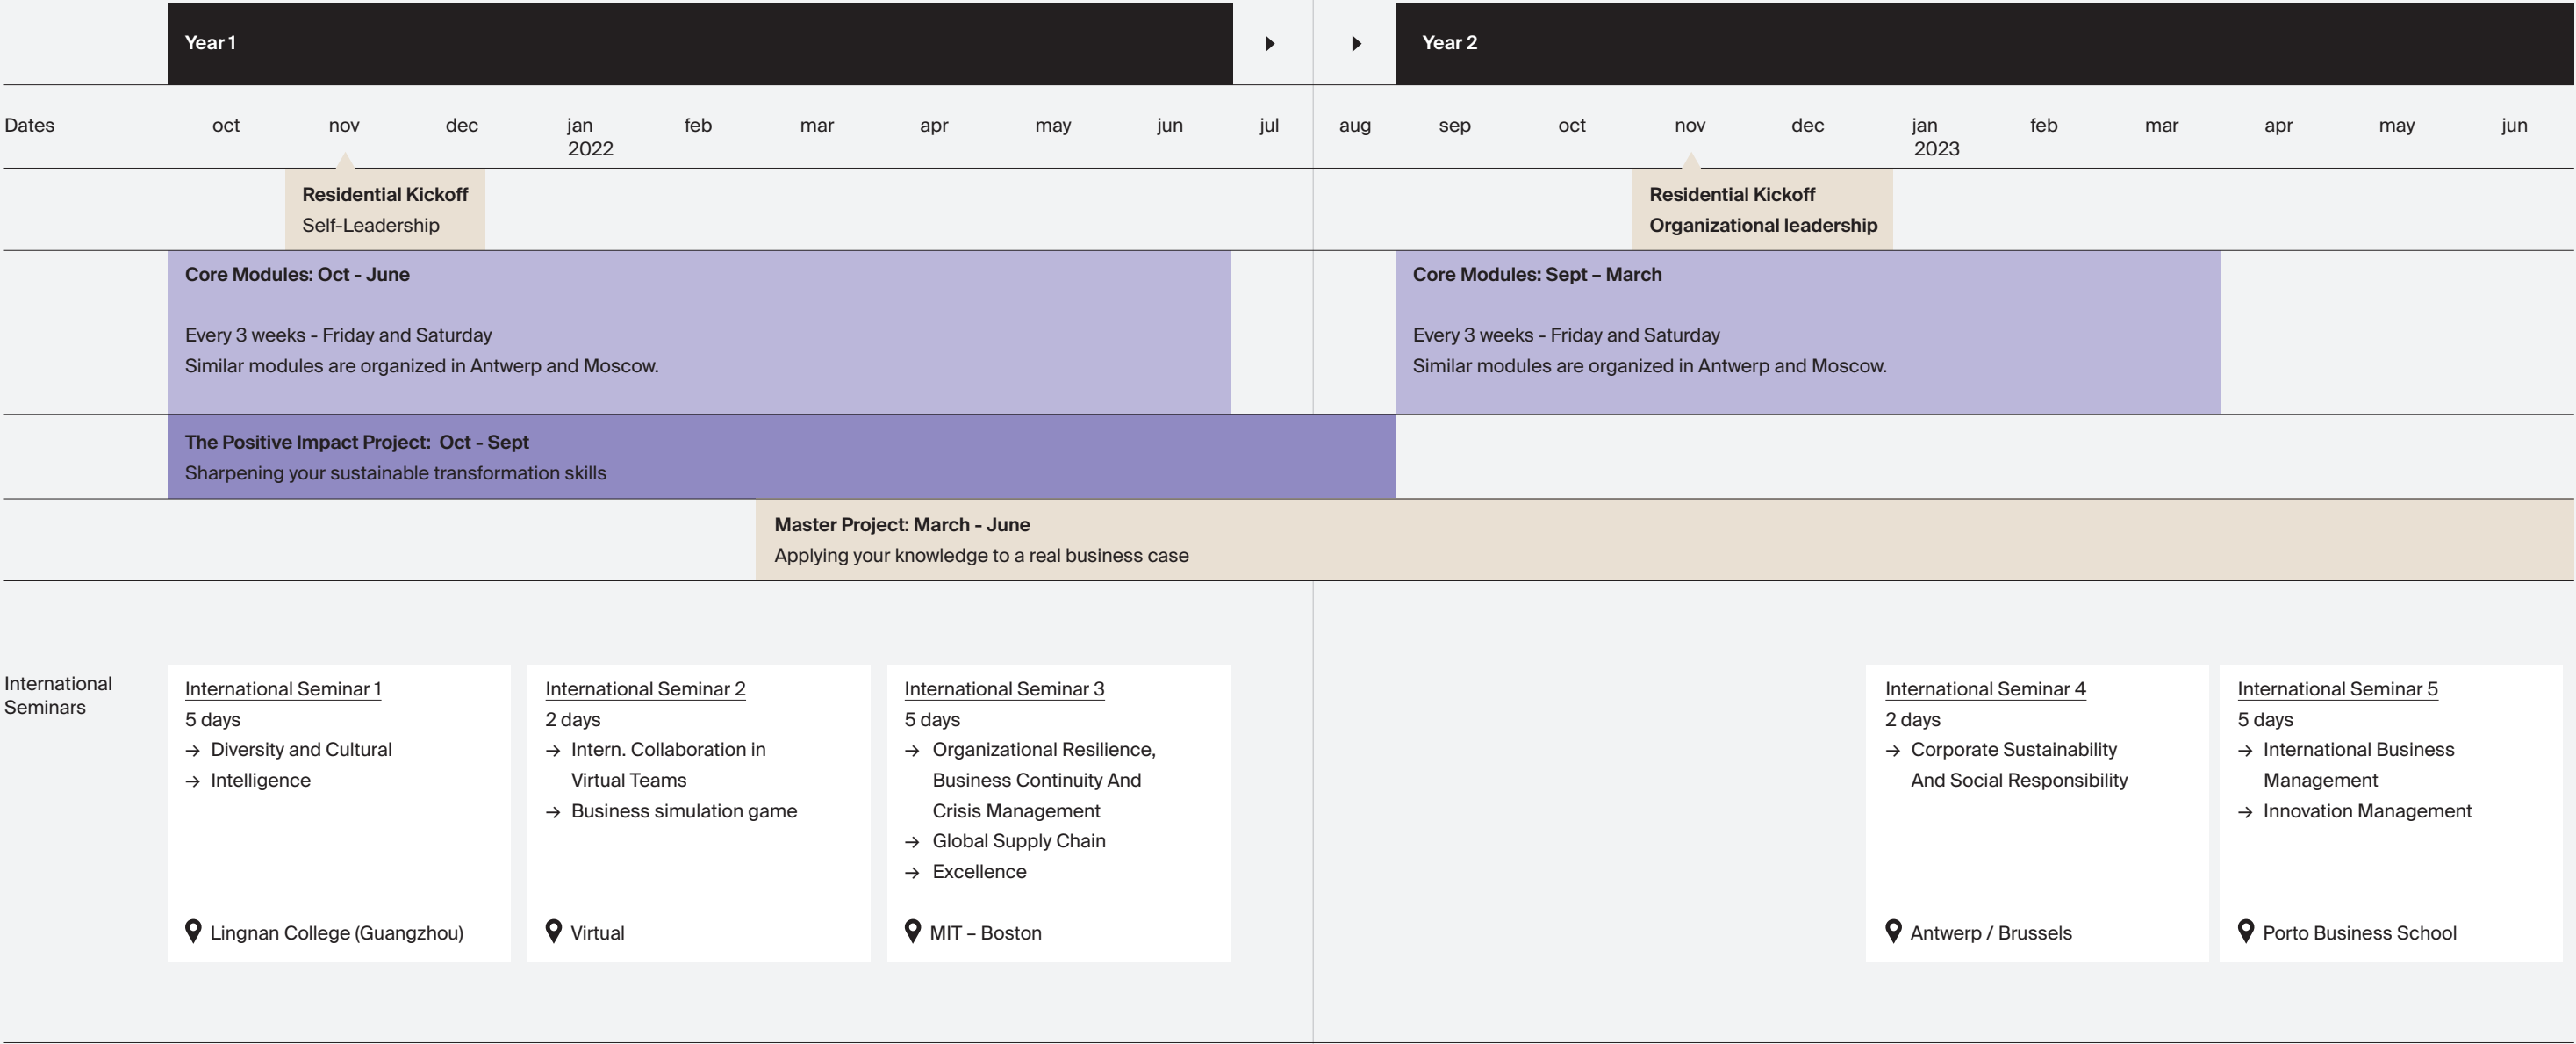 Year 1
Year 2
Dates
oct
nov
dec
jan
2022
feb
mar
apr
may
jun
jul
aug
sep
oct
nov
dec
jan
2023
feb
mar
apr
may
jun
Residential Kickoff
Self-Leadership
Residential Kickoff
Organizational leadership
Core Modules: Oct - June
Every 3 weeks - Friday and Saturday
Similar modules are organized in Antwerp and Moscow.
Core Modules: Sept – March
Every 3 weeks - Friday and Saturday
Similar modules are organized in Antwerp and Moscow.
The Positive Impact Project: Oct - Sept
Sharpening your sustainable transformation skills
Master Project: March - June
Applying your knowledge to a real business case
International
Seminars
International Seminar 1
5 days
→ Diversity and Cultural
→ Intelligence
Lingnan College (Guangzhou)
International Seminar 2
2 days
→ Intern. Collaboration in
Virtual Teams
→ Business simulation game
Virtual
International Seminar 3
5 days
→ Organizational Resilience,
Business Continuity And
Crisis Management
→ Global Supply Chain
→ Excellence
MIT – Boston
International Seminar 4
2 days
→ Corporate Sustainability
And Social Responsibility
Antwerp / Brussels
International Seminar 5
5 days
→ International Business
Management
→ Innovation Management
Porto Business School